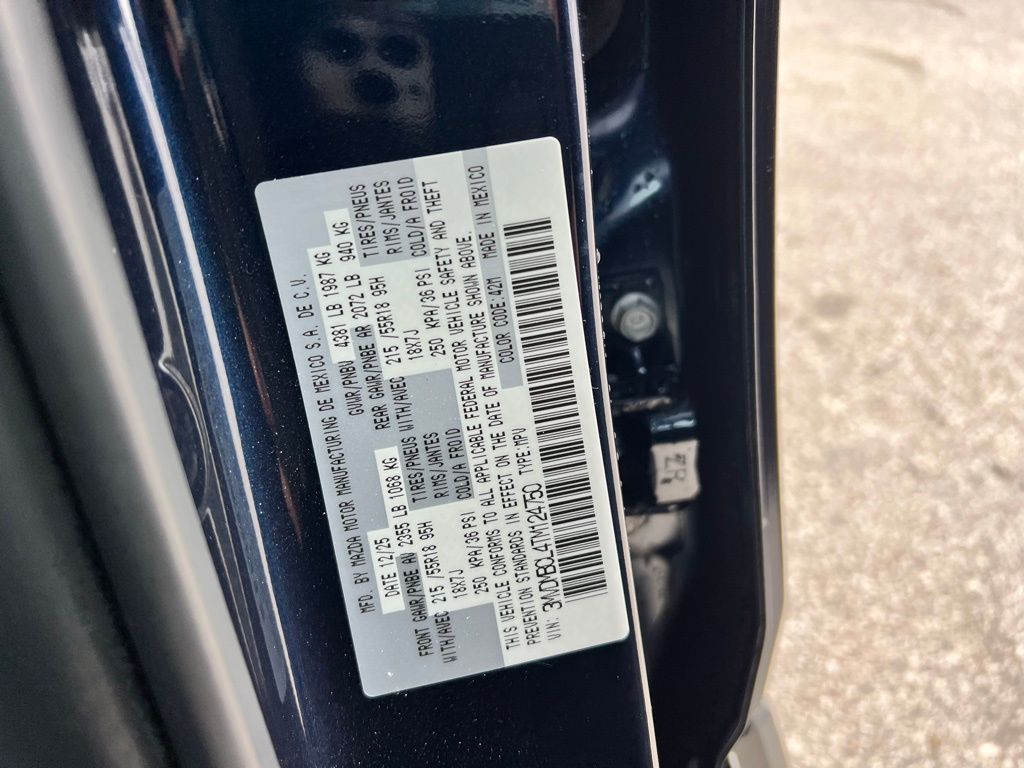 MFD. BY MAZDA MOTOR MANUFACTURING DE MEXICO S.A. DE C.V.
DATE 12/25 GVWR/PNBV 4381 LB 1987 KG
FRONT GAWR/PNBE AV 2055 LB 1068 KG REAR GAWR/PNBE AR 2072 LB 940 KG
WITH/AVEC 215 /55R18 95H TIRES/PNEUS WITH/AVEC 215 /55R18 95H TIRES/PNEUS
18X7J RIMS/JANTES 18X7J RIMS/JANTES
250 KPA/36 PSI COLD/A FROID 250 KPA/36 PSI COLD/A FROID
THIS VEHICLE CONFORMS TO ALL APPLICABLE FEDERAL MOTOR VEHICLE SAFETY AND THEFT
PREVENTION STANDARDS IN EFFECT ON THE DATE OF MANUFACTURE SHOWN ABOVE.
VIN: 3MVDMBCL4TM124750 TYPE:MPV COLOR CODE:42M MADE IN MEXICO